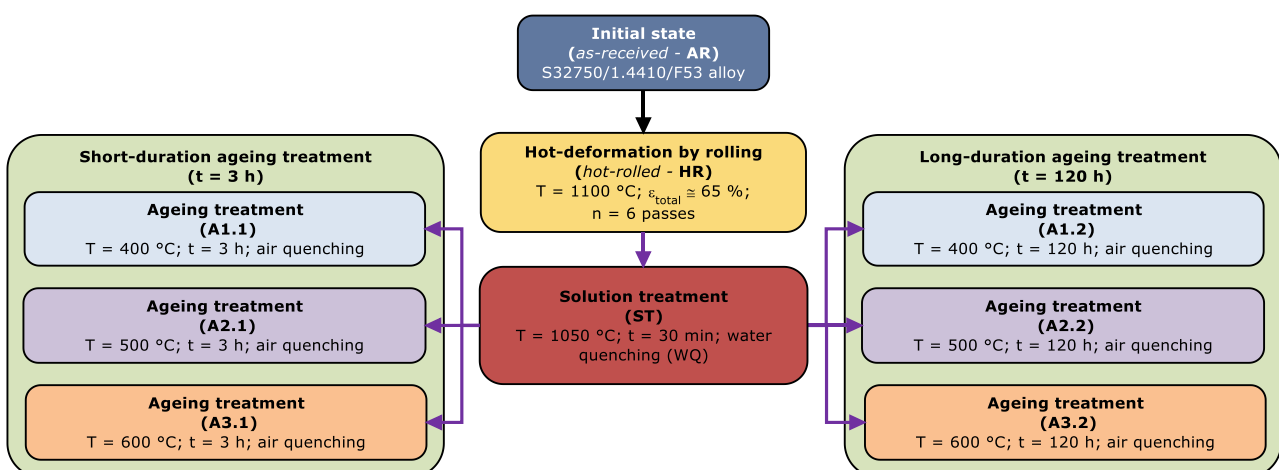 Initial state
(as-received - AR)
S32750/1.4410/F53 alloy
Hot-deformation by rolling
(hot-rolled - HR)
T = 1100 °C; εtotal ≅ 65 %;
n = 6 passes
Solution treatment
(ST)
T = 1050 °C; t = 30 min; water
quenching (WQ)
Short-duration ageing treatment
(t = 3 h)
Ageing treatment
(A1.1)
T = 400 °C; t = 3 h; air quenching
Ageing treatment
(A2.1)
T = 500 °C; t = 3 h; air quenching
Ageing treatment
(A3.1)
T = 600 °C; t = 3 h; air quenching
Long-duration ageing treatment
(t = 120 h)
Ageing treatment
(A1.2)
T = 400 °C; t = 120 h; air quenching
Ageing treatment
(A2.2)
T = 500 °C; t = 120 h; air quenching
Ageing treatment
(A3.2)
T = 600 °C; t = 120 h; air quenching